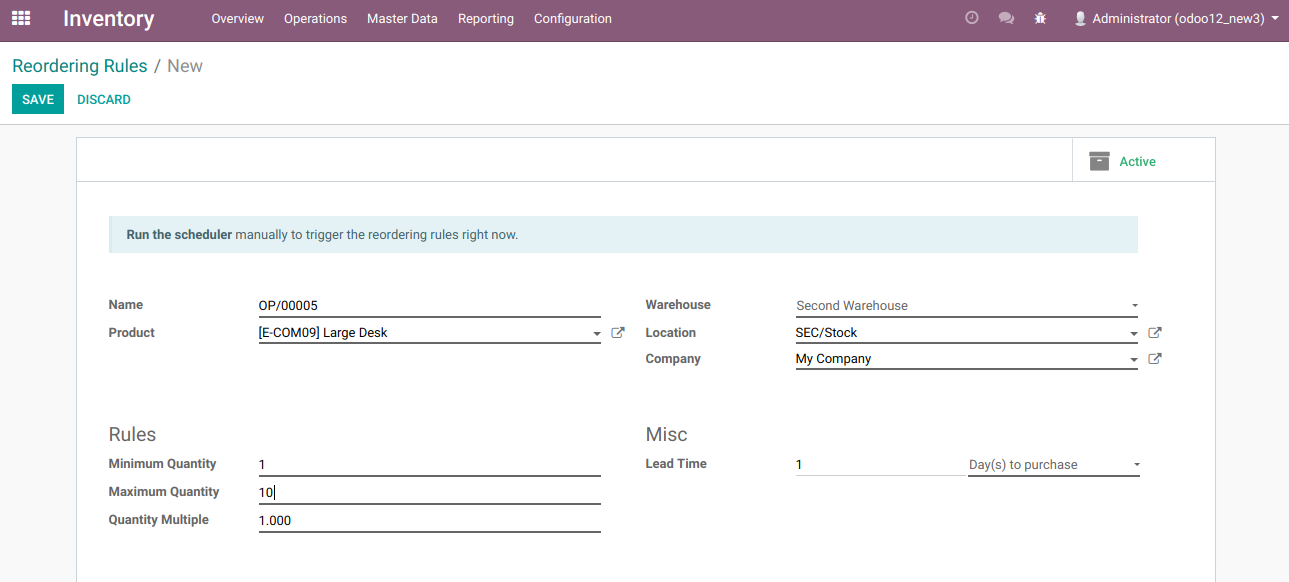 Inventory Overview Operations Master Data Reporting Configuration Administrator (odoo12_new3)
Reordering Rules / New
SAVE DISCARD
Active
Run the scheduler manually to trigger the reordering rules right now.
Name OP/00005 Warehouse Second Warehouse
Product [E-COM09] Large Desk Location SEC/Stock
Company My Company
Rules Misc
Minimum Quantity 1 Lead Time 1 Day(s) to purchase
Maximum Quantity 10
Quantity Multiple 1.000